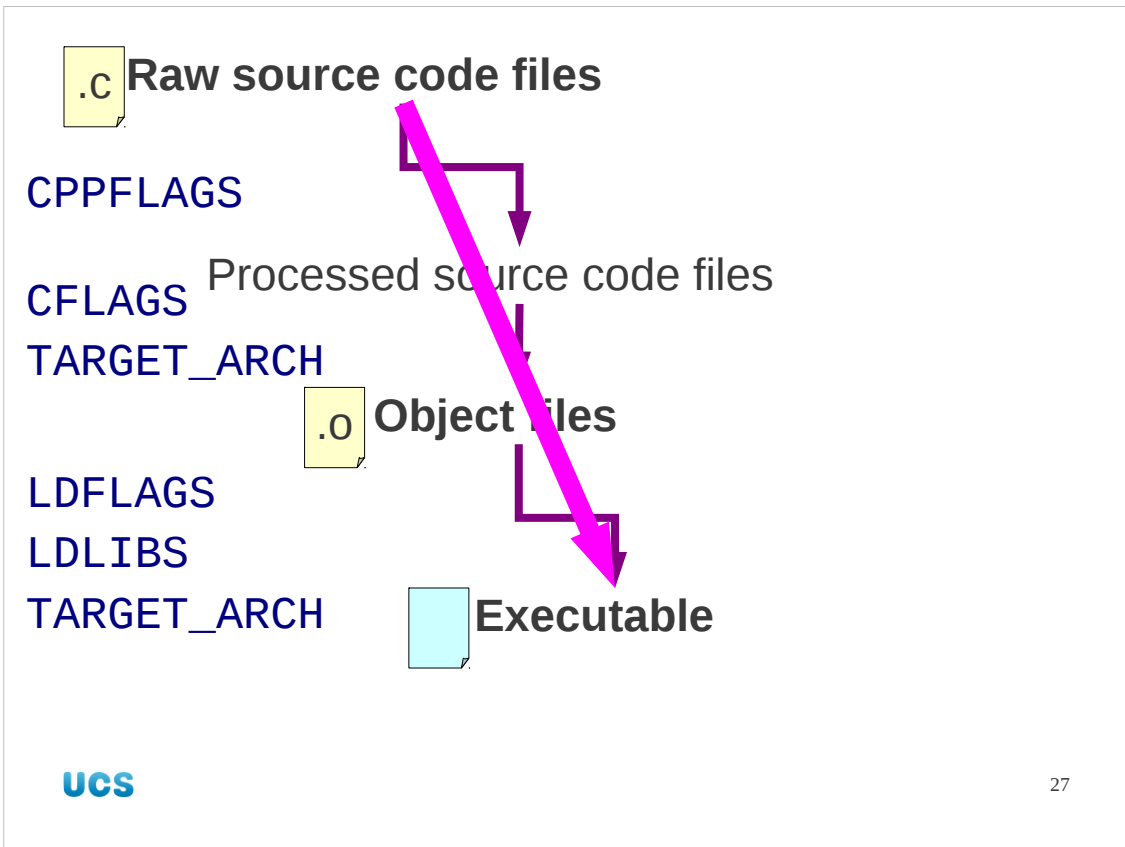 .c Raw source code files
CPPFLAGS
Processed source code files
CFLAGS
TARGET_ARCH
.o Object files
LDFLAGS
LDLIBS
TARGET_ARCH
Executable
UCS
27